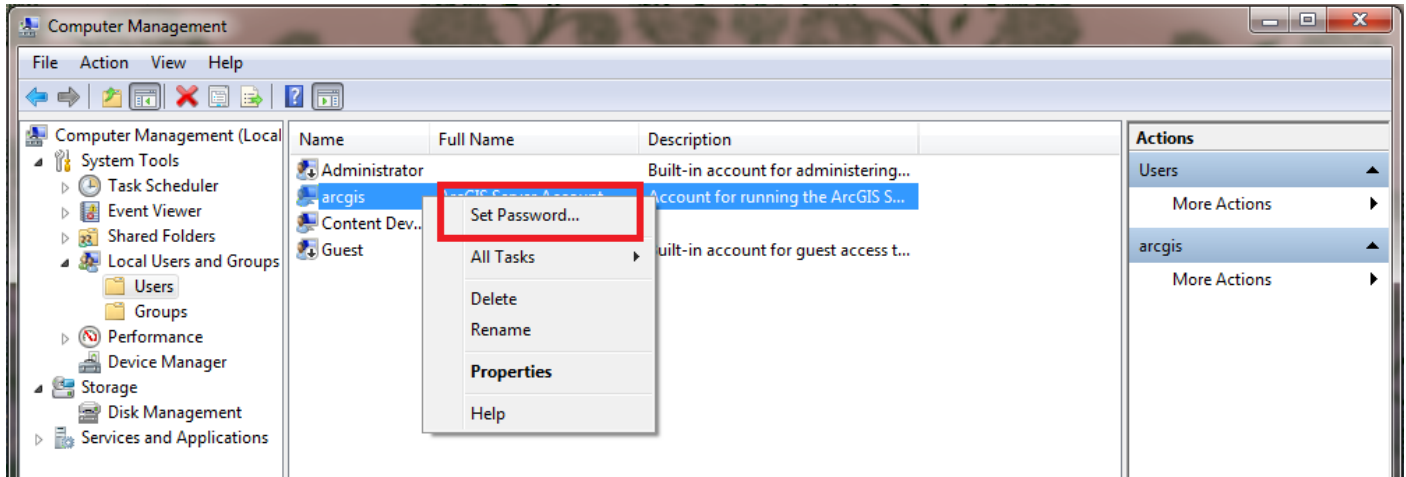 Computer Management
File Action View Help
Computer Management (Local
System Tools
Task Scheduler
Event Viewer
Shared Folders
Local Users and Groups
Users
Groups
Performance
Device Manager
Storage
Disk Management
Services and Applications
Name Full Name Description
Administrator Built-in account for administering...
arcgis ArcGIS Server Account Account for running the ArcGIS S...
Content Dev...
Guest uilt-in account for guest access t...
Set Password...
All Tasks
Delete
Rename
Properties
Help
Actions
Users
More Actions
arcgis
More Actions